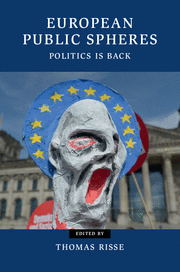 EUROPEAN
PUBLIC SPHERES
POLITICS IS BACK
EDITED BY
THOMAS RISSE